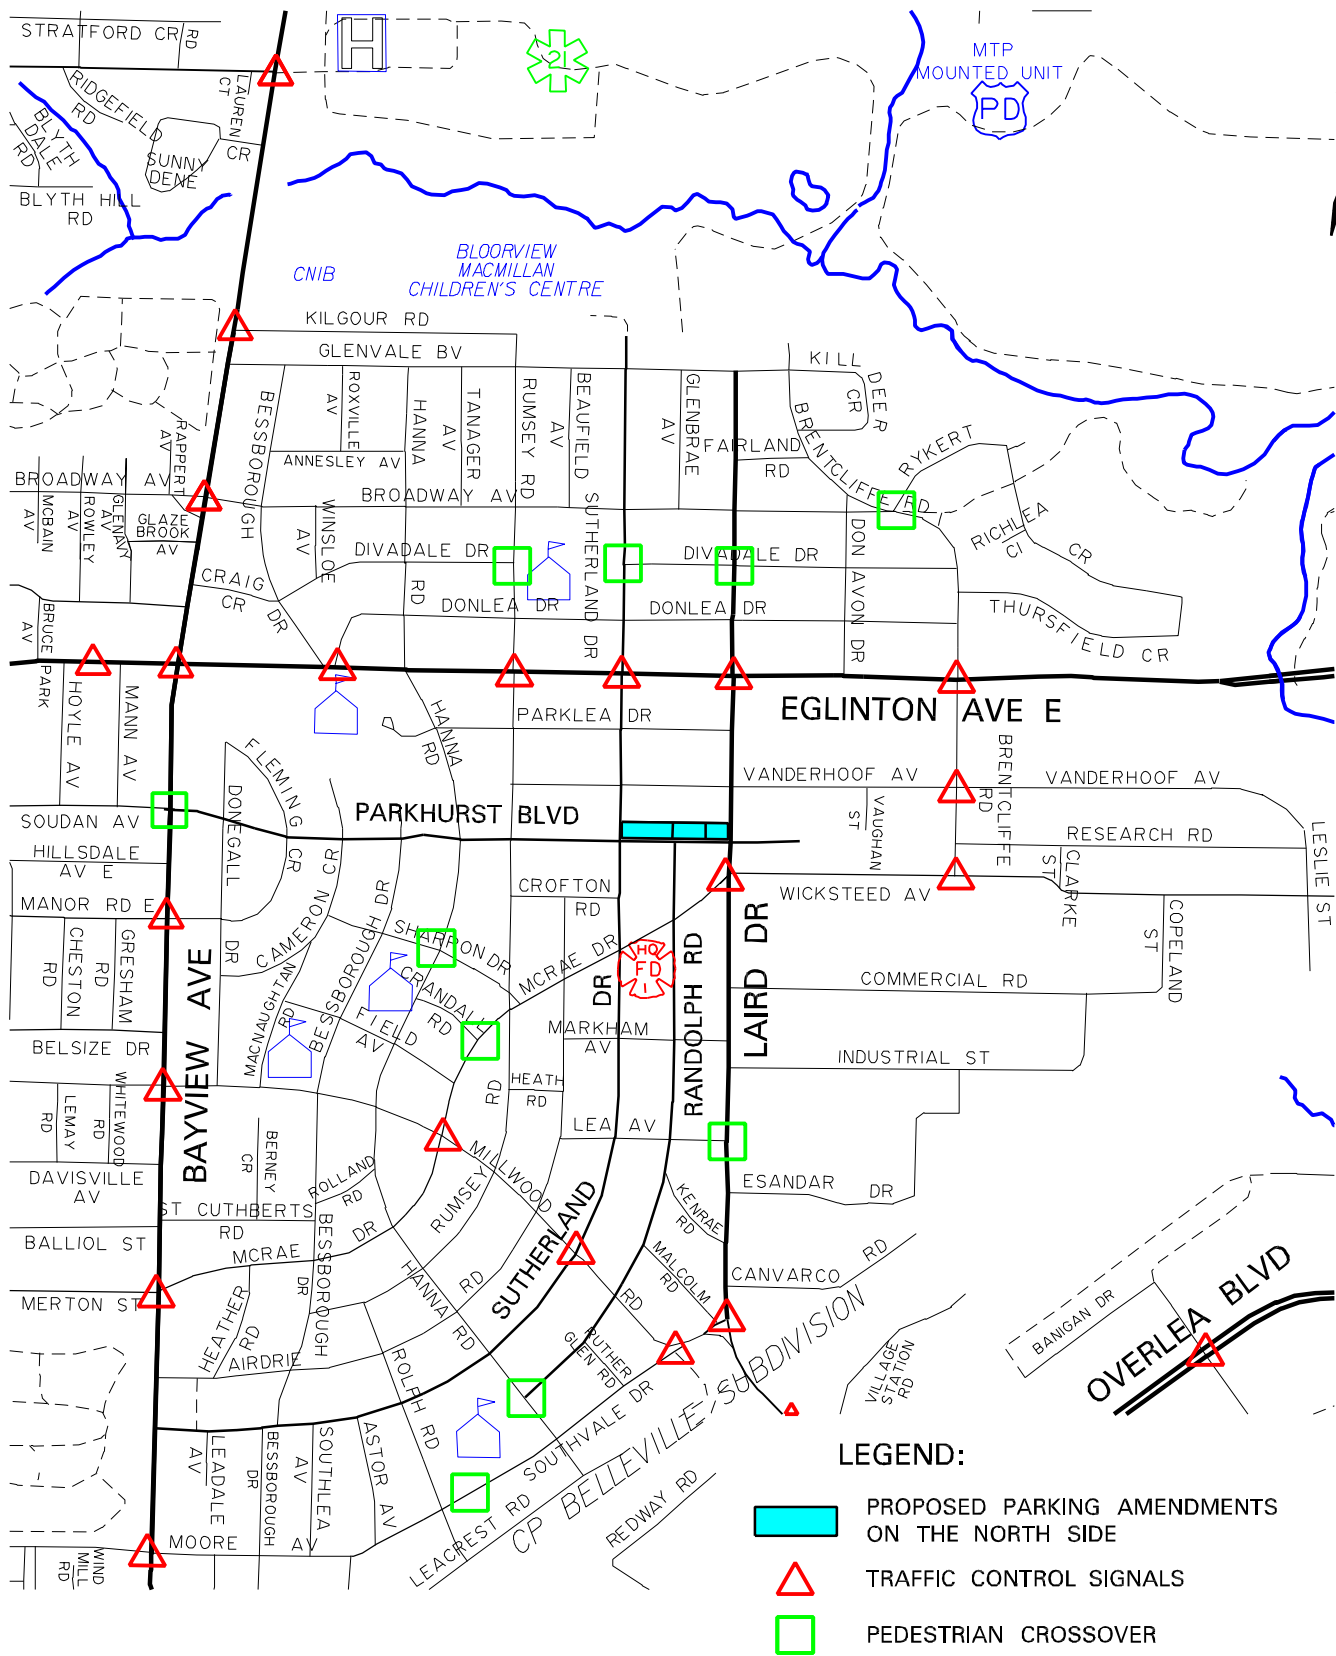 STRATFORD CR
RD
H
21
MTP
MOUNTED UNIT
PD
RIDGEFIELD
RD
LAUREN
CT
BLYTH
DALE
RD
SUNNY
DENE
CR
BLYTH HILL
RD
CNIB
BLOORVIEW
MACMILLAN
CHILDREN'S CENTRE
KILGOUR RD
GLENVALE BV
KILL
DEER
CR
BESSBOROUGH
DR
ROXVILLE
AV
HANNA
RD
TANAGER
AV
RUMSEY RD
BEAUFIELD
AV
GLENBRAE
AV
FAIRLAND
RD
BRENTCLIFFE RD
RYKERT
RAPPERT
AV
ANNESLEY AV
BROADWAY AV
BROADWAY AV
MCBAIN
AV
ROWLEY
AV
GLENAVY
AV
GLAZE
BROOK
AV
WINSLOE
AV
SUTHERLAND DR
DON AVON DR
RICHLEA
CI
CR
DIVADALE DR
DIVADALE DR
CRAIG
CR
DONLEA DR
DONLEA DR
THURSFIELD CR
BRUCE PARK
AV
HOYLE AV
MANN AV
HANNA
RD
PARKLEA DR
EGLINTON AVE E
FLEMING
CR
DONEGALL
DR
VANDERHOOF AV
VANDERHOOF AV
BRENTCLIFFE
RD
VAUGHAN
ST
PARKHURST BLVD
SOUDAN AV
RESEARCH RD
LESLIE ST
HILLSDALE
AV E
CAMERON CR
BESSBOROUGH DR
CROFTON
RD
WICKSTEED AV
CLARKE
ST
COPELAND
ST
MANOR RD E
CHESTON
RD
GRESHAM
RD
BAYVIEW AVE
SHARRON DR
MCRAE DR
HQ
FD
1
DR
RANDOLPH RD
LAIRD DR
COMMERCIAL RD
MACNAUGHTAN
RD
CRANDALL
RD
FIELD
AV
MARKHAM
AV
INDUSTRIAL ST
BELSIZE DR
LEMAY
RD
WHITEWOOD
RD
RD
HEATH
RD
LEA AV
BERNEY
CR
ROLLAND
RD
MILLWOOD
RD
RUMSEY
RD
DAVISVILLE
AV
ST CUTHBERTS
RD
KENRAE
RD
ESANDAR DR
BALLIOL ST
MCRAE DR
BESSBOROUGH
DR
SUTHERLAND
MALCOLM
RD
RD
CANVARCO
MERTON ST
HEATHER
RD
HANNA
RD
AIRDRIE
ROLPH RD
RUTHER
GLEN RD
VILLAGE
STATION
RD
BANIGAN DR
OVERLEA BLVD
LEADALE
AV
BESSBOROUGH
DR
SOUTHLEA
AV
ASTOR AV
SOUTHVALE DR
CP BELLEVILLE SUBDIVISION
LEACREST RD
REDWAY RD
MOORE AV
WIND
MILL
RD
LEGEND:
PROPOSED PARKING AMENDMENTS
ON THE NORTH SIDE
TRAFFIC CONTROL SIGNALS
PEDESTRIAN CROSSOVER